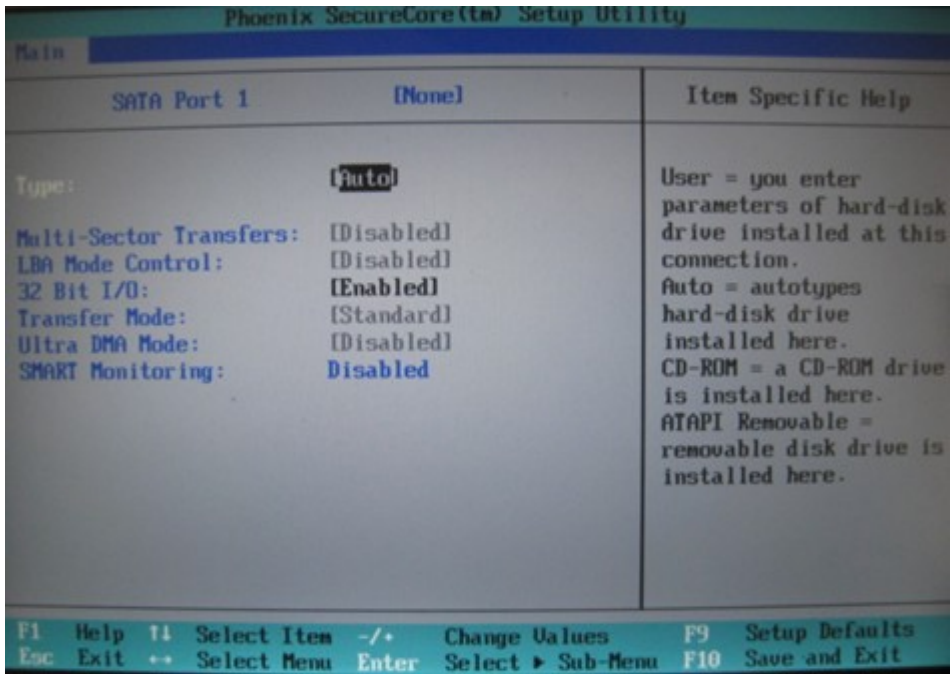 Phoenix SecureCore(tm) Setup Utility
Main
SATA Port 1 [None]
Item Specific Help
Type: [Auto]
Multi-Sector Transfers: [Disabled]
LBA Mode Control: [Disabled]
32 Bit I/O: [Enabled]
Transfer Mode: [Standard]
Ultra DMA Mode: [Disabled]
SMART Monitoring: Disabled
User = you enter
parameters of hard-disk
drive installed at this
connection.
Auto = autotypes
hard-disk drive
installed here.
CD-ROM = a CD-ROM drive
is installed here.
ATAPI Removable =
removable disk drive is
installed here.
F1 Help ↑↓ Select Item -/+ Change Values F9 Setup Defaults
Esc Exit ↔ Select Menu Enter Select ▶ Sub-Menu F10 Save and Exit